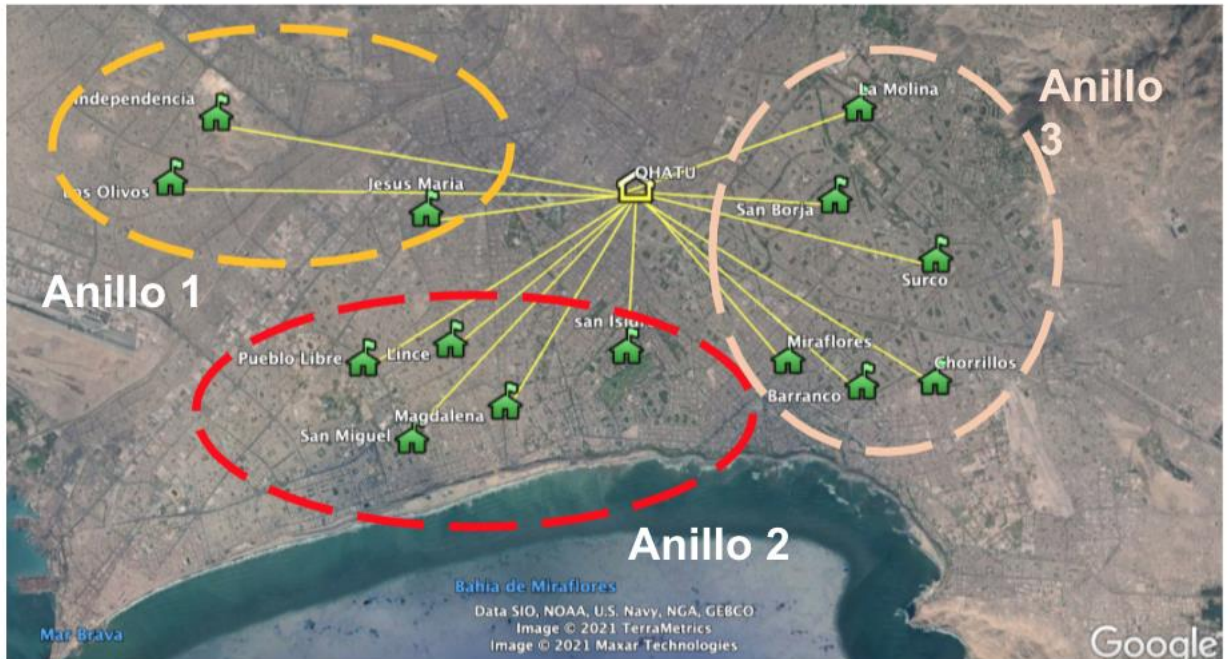 Independencia
Los Olivos
Jesus Maria
QHATU
La Molina
Anillo
3
San Borja
Surco
Anillo 1
Pueblo Libre
Lince
san Isidro
Miraflores
Chorrillos
Barranco
Magdalena
San Miguel
Anillo 2
Bahia de Miraflores
Mar Brava
Data SIO, NOAA, U.S. Navy, NGA, GEBCO
Image © 2021 TerraMetrics
Image © 2021 Maxar Technologies
Google